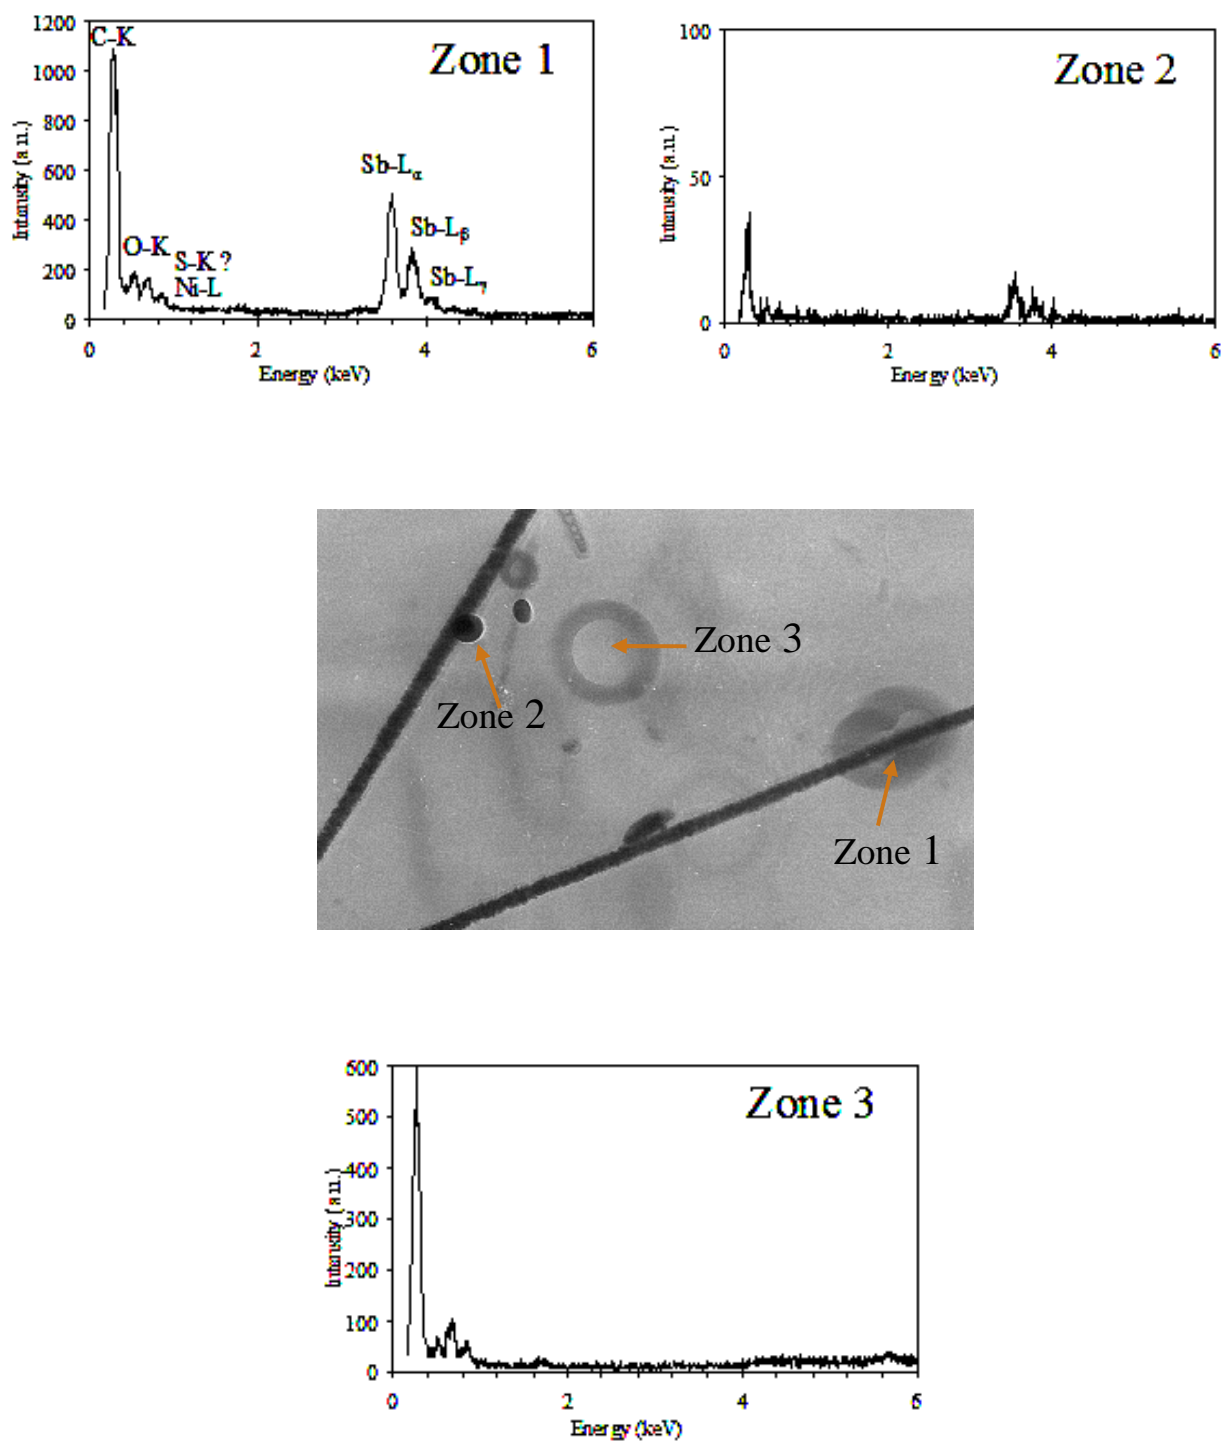 Zone 1
1200
1000
800
600
400
200
0
C-K
O-K
S-K ?
Ni-L
Sb-Lα
Sb-Lβ
Sb-Lγ
0 2 4 6
Energy (keV)
Intensity (a.u.)
Zone 2
100
50
0
0 2 4 6
Energy (keV)
Intensity (a.u.)
Zone 3
Zone 2
Zone 1
Zone 3
600
500
400
300
200
100
0
0 2 4 6
Energy (keV)
Intensity (a.u.)